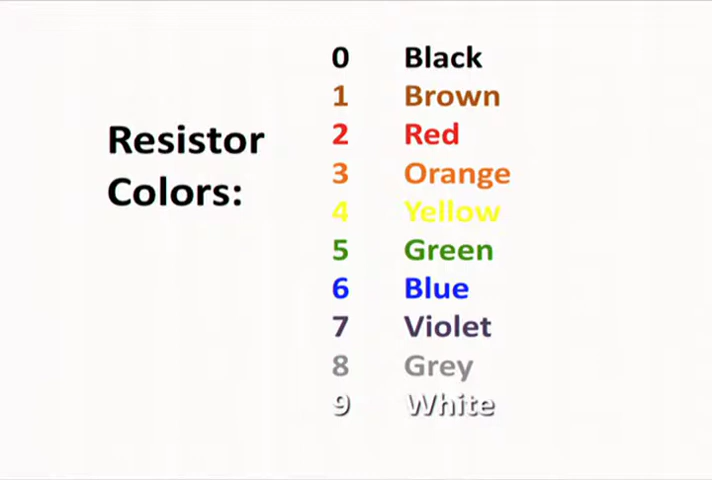 Resistor
Colors:
0 Black
1 Brown
2 Red
3 Orange
4 Yellow
5 Green
6 Blue
7 Violet
8 Grey
9 White